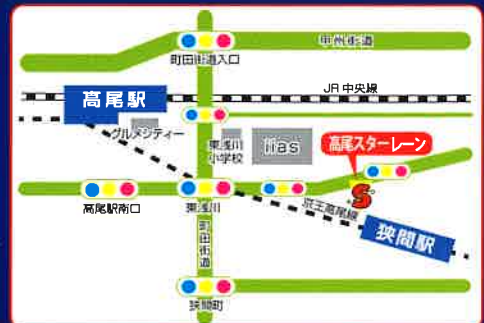 甲州街道
町田街道入口
JR中央線
高尾駅
グルメシティー
東浅川
小学校
iias
高尾スターレーン
S
高尾駅南口
東浅川
京王高尾線
狭間駅
町田街道
狭間町